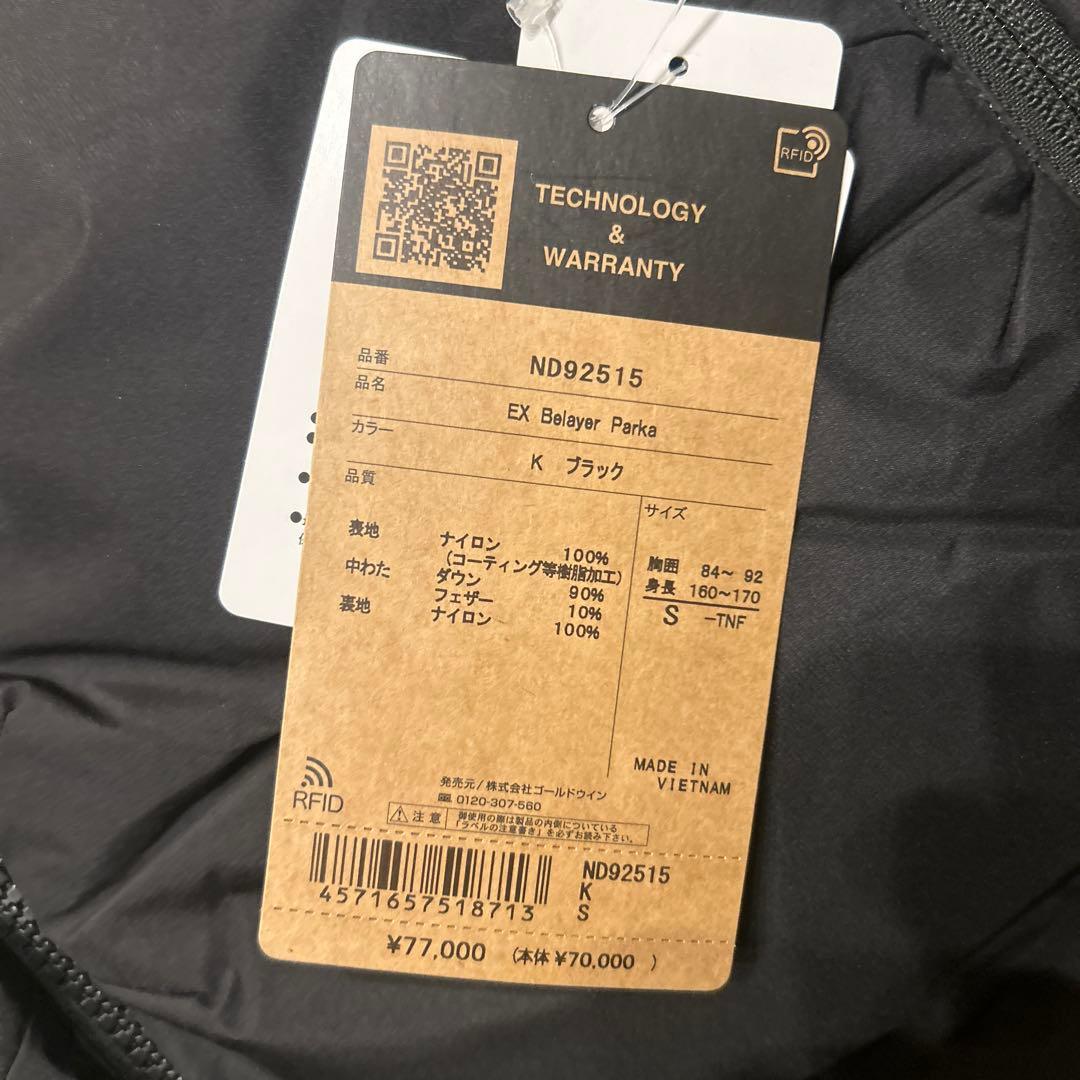 RFID
TECHNOLOGY
&
WARRANTY
品番 ND92515
品名 EX Belayer Parka
カラー K ブラック
品質
サイズ
表地 ナイロン 100%
(コーティング等樹脂加工)
中わた ダウン 90%
フェザー 10%
裏地 ナイロン 100%
胸囲 84〜 92
身長 160〜170
S -TNF
MADE IN
VIETNAM
RFID
発売元/株式会社ゴールドウイン
0120-307-560
注意 御使用の際は製品の内側についている
「ラベルの注意書き」を必ずお読み下さい。
4571657518713
ND92515
K
S
¥77,000 (本体 ¥70,000 )